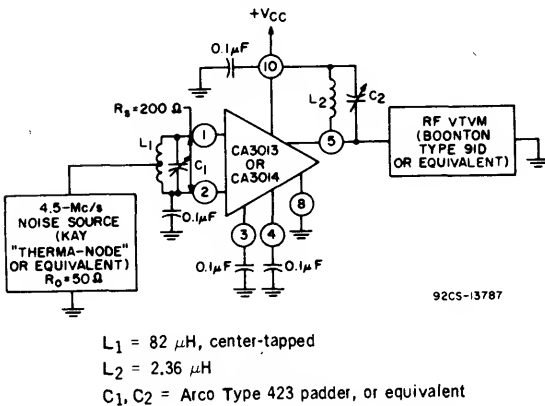 +VCC
0.1µF
10
Rs=200 Ω
L1
C1
1
2
CA3013
OR
CA3014
L2
C2
5
RF VTVM
(BOONTON
TYPE 91D
OR EQUIVALENT)
8
3
4
0.1µF
0.1µF
0.1µF
4.5-Mc/s
NOISE SOURCE
(KAY
"THERMA-NODE"
OR EQUIVALENT)
Ro=50Ω
92CS-13787
L1 = 82 µH, center-tapped
L2 = 2.36 µH
C1, C2 = Arco Type 423 padder, or equivalent